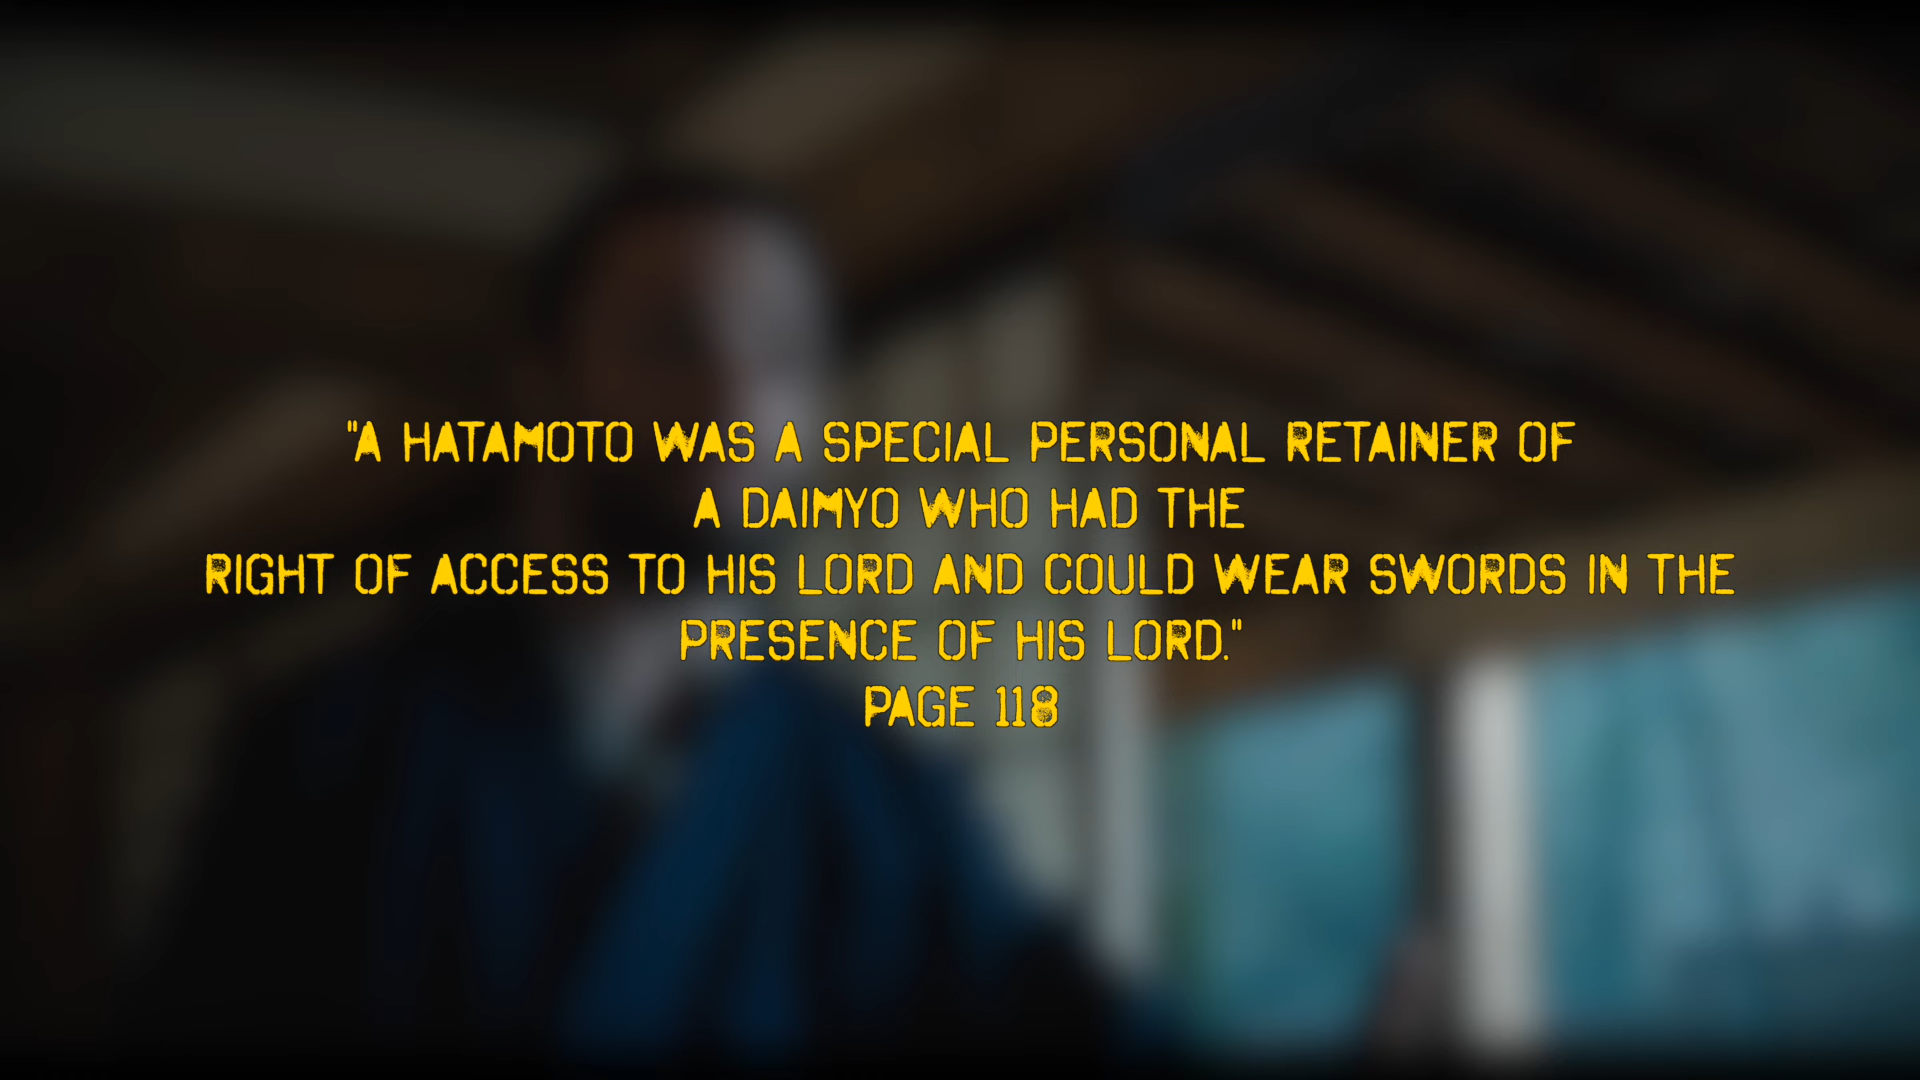 "A HATAMOTO WAS A SPECIAL PERSONAL RETAINER OF
A DAIMYO WHO HAD THE
RIGHT OF ACCESS TO HIS LORD AND COULD WEAR SWORDS IN THE
PRESENCE OF HIS LORD."
PAGE 118